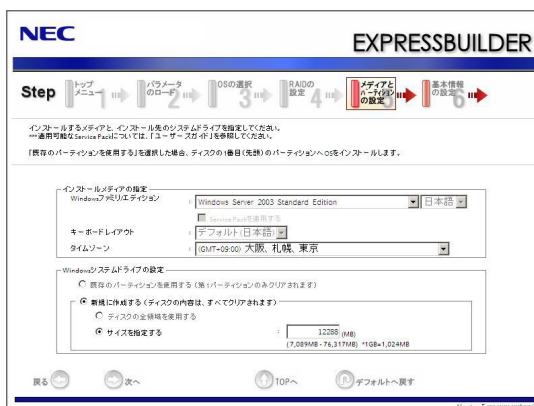 NEC
EXPRESSBUILDER
Step
トップメニュー 1
パラメータのロード 2
OSの選択 3
RAIDの設定 4
メディアとパーティションの設定 5
基本情報の設定 6
インストールするメディアと、インストール先のシステムドライブを指定してください。
***適用可能なService Packについては、「ユーザーズガイド」を参照してください。
「既存のパーティションを使用する」を選択した場合、ディスクの1番目(先頭)のパーティションへOSをインストールします。
インストールメディアの指定
Windowsファミリ/エディション : Windows Server 2003 Standard Edition 日本語
Service Packを適用する
キーボードレイアウト : デフォルト(日本語)
タイムゾーン : (GMT+09:00) 大阪、札幌、東京
Windowsシステムドライブの設定
既存のパーティションを使用する (第1パーティションのみクリアされます)
新規に作成する (ディスクの内容は、すべてクリアされます)
ディスクの全領域を使用する
サイズを指定する : 12288 (MB)
(7,089MB - 76,317MB) *1GB=1,024MB
戻る
次へ
TOPへ
デフォルトへ戻す